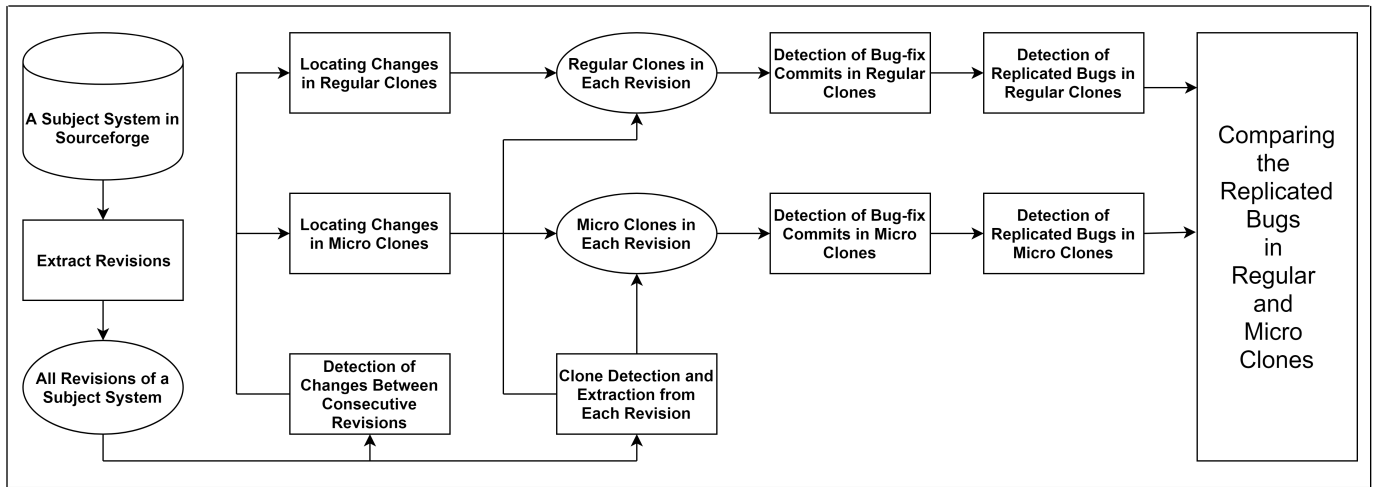 A Subject System in
Sourceforge
Extract Revisions
All Revisions of a
Subject System
Locating Changes
in Regular Clones
Locating Changes
in Micro Clones
Detection of
Changes Between
Consecutive
Revisions
Regular Clones in
Each Revision
Micro Clones in
Each Revision
Clone Detection and
Extraction from
Each Revision
Detection of Bug-fix
Commits in Regular
Clones
Detection of Bug-fix
Commits in Micro
Clones
Detection of
Replicated Bugs in
Regular Clones
Detection of
Replicated Bugs in
Micro Clones
Comparing
the
Replicated
Bugs
in
Regular
and
Micro
Clones